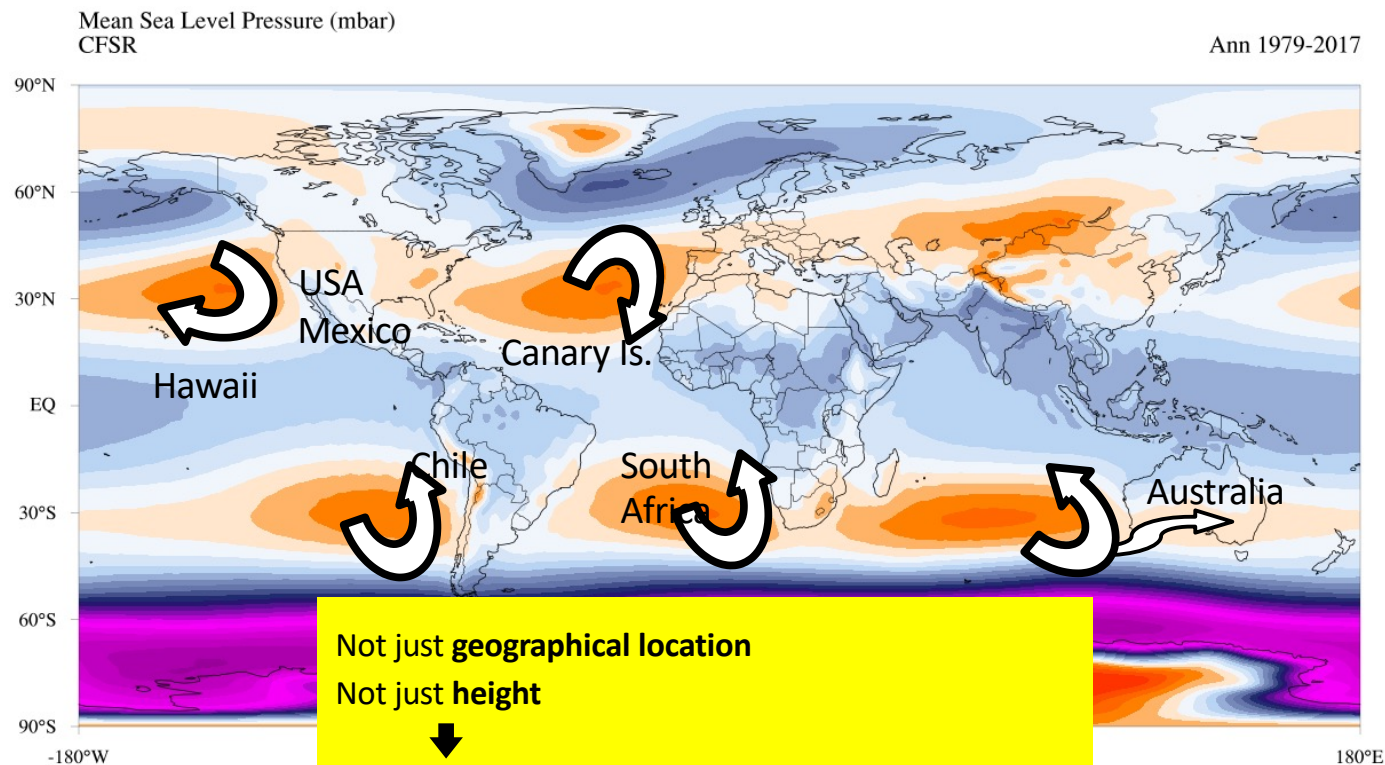 Mean Sea Level Pressure (mbar)
CFSR
Ann 1979-2017
90°N
60°N
30°N
EQ
30°S
60°S
90°S
-180°W
180°E
USA
Mexico
Hawaii
Canary Is.
Chile
South
Africa
Australia
Not just geographical location
Not just height